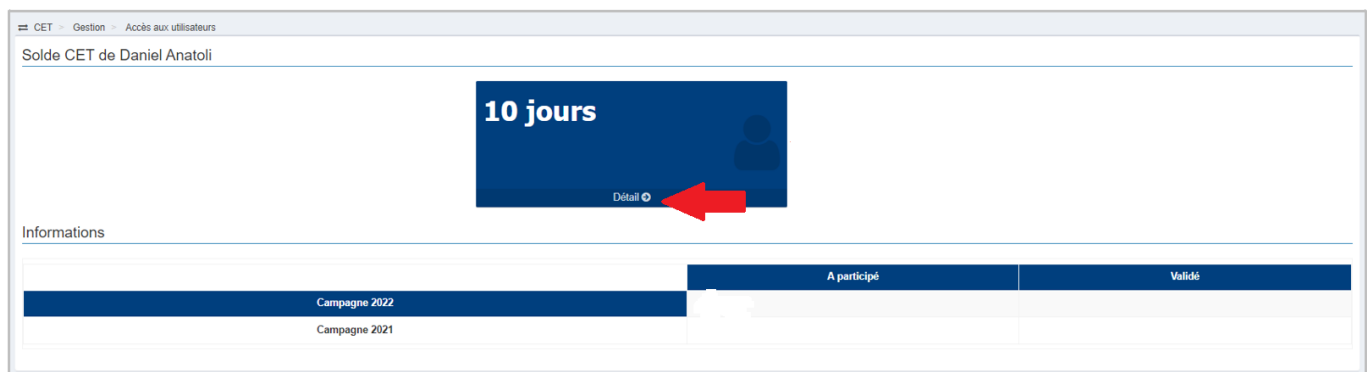 CET > Gestion > Accès aux utilisateurs
Solde CET de Daniel Anatoli
10 jours
Détail
Informations
A participé Validé
Campagne 2022
Campagne 2021